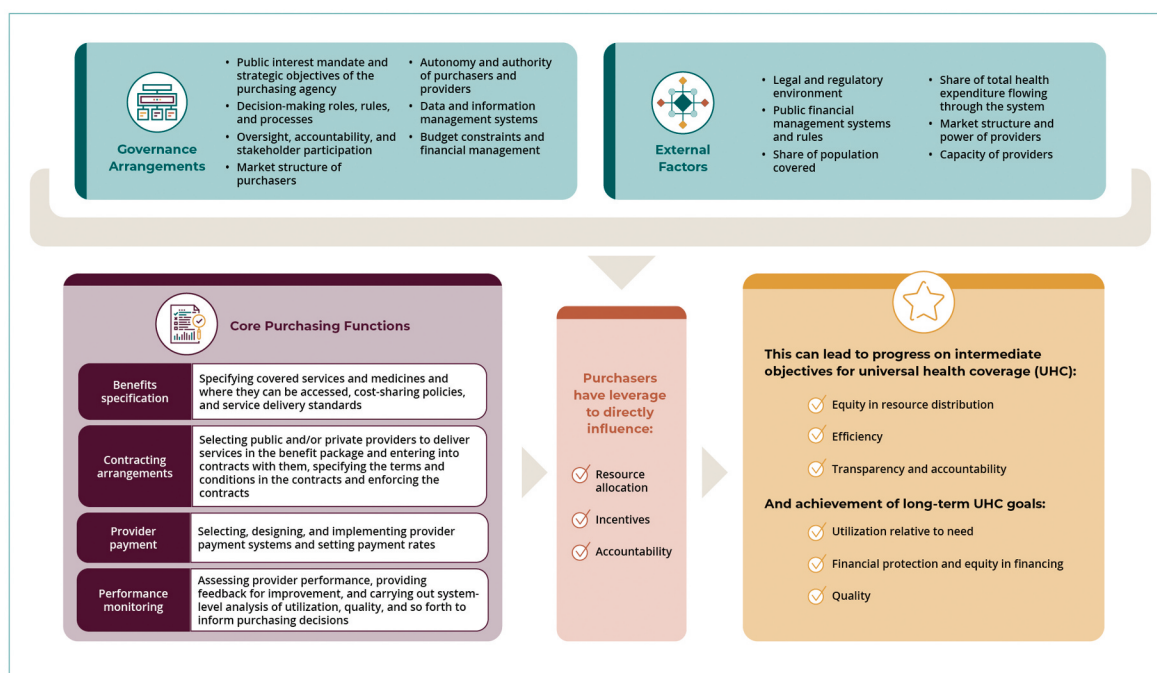 Governance
Arrangements
• Public interest mandate and
strategic objectives of the
purchasing agency
• Decision-making roles, rules,
and processes
• Oversight, accountability, and
stakeholder participation
• Market structure of
purchasers
• Autonomy and authority
of purchasers and
providers
• Data and information
management systems
• Budget constraints and
financial management
External
Factors
• Legal and regulatory
environment
• Public financial
management systems
and rules
• Share of population
covered
• Share of total health
expenditure flowing
through the system
• Market structure and
power of providers
• Capacity of providers
Core Purchasing Functions
Benefits
specification
Specifying covered services and medicines and
where they can be accessed, cost-sharing policies,
and service delivery standards
Contracting
arrangements
Selecting public and/or private providers to deliver
services in the benefit package and entering into
contracts with them, specifying the terms and
conditions in the contracts and enforcing the
contracts
Provider
payment
Selecting, designing, and implementing provider
payment systems and setting payment rates
Performance
monitoring
Assessing provider performance, providing
feedback for improvement, and carrying out system-
level analysis of utilization, quality, and so forth to
inform purchasing decisions
Purchasers
have leverage
to directly
influence:
Resource
allocation
Incentives
Accountability
This can lead to progress on intermediate
objectives for universal health coverage (UHC):
Equity in resource distribution
Efficiency
Transparency and accountability
And achievement of long-term UHC goals:
Utilization relative to need
Financial protection and equity in financing
Quality